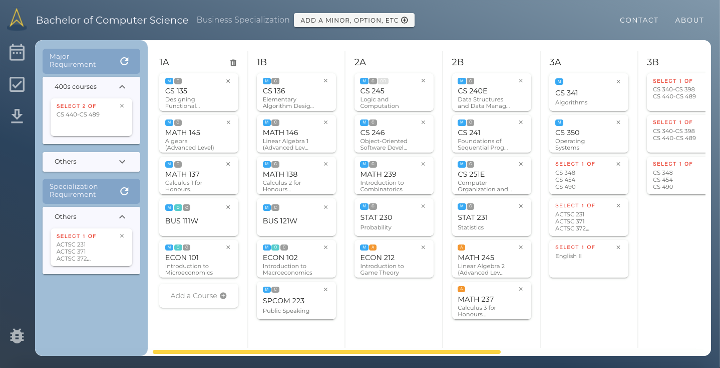 Bachelor of Computer Science
Business Specialization
ADD A MINOR, OPTION, ETC
CONTACT
ABOUT
Major
Requirement
400s courses
SELECT 2 OF
CS 440-CS 489
Others
Specialization
Requirement
Others
SELECT 1 OF
ACTSC 231
ACTSC 371
ACTSC 372...
1A
CS 135
Designing
Functional...
MATH 145
Algebra
(Advanced Level)
MATH 137
Calculus 1 for
Honours...
BUS 111W
ECON 101
Introduction to
Microeconomics
Add a Course
1B
CS 136
Elementary
Algorithm Desig...
MATH 146
Linear Algebra 1
(Advanced Lev...
MATH 138
Calculus 2 for
Honours...
BUS 121W
ECON 102
Introduction to
Macroeconomics
SPCOM 223
Public Speaking
2A
CS 245
Logic and
Computation
CS 246
Object-Oriented
Software Devel...
MATH 239
Introduction to
Combinatorics
STAT 230
Probability
ECON 212
Introduction to
Game Theory
2B
CS 240E
Data Structures
and Data Manag...
CS 241
Foundations of
Sequential Prog...
CS 251E
Computer
Organization and
STAT 231
Statistics
MATH 245
Linear Algebra 2
(Advanced Lev...
MATH 237
Calculus 3 for
Honours...
3A
CS 341
Algorithms
CS 350
Operating
Systems
SELECT 1 OF
CS 348
CS 454
CS 490
SELECT 1 OF
ACTSC 231
ACTSC 371
ACTSC 372...
SELECT 1 OF
English II
3B
SELECT 1 OF
CS 340-CS 398
CS 440-CS 489
SELECT 1 OF
CS 340-CS 398
CS 440-CS 489
SELECT 1 OF
CS 348
CS 454
CS 490